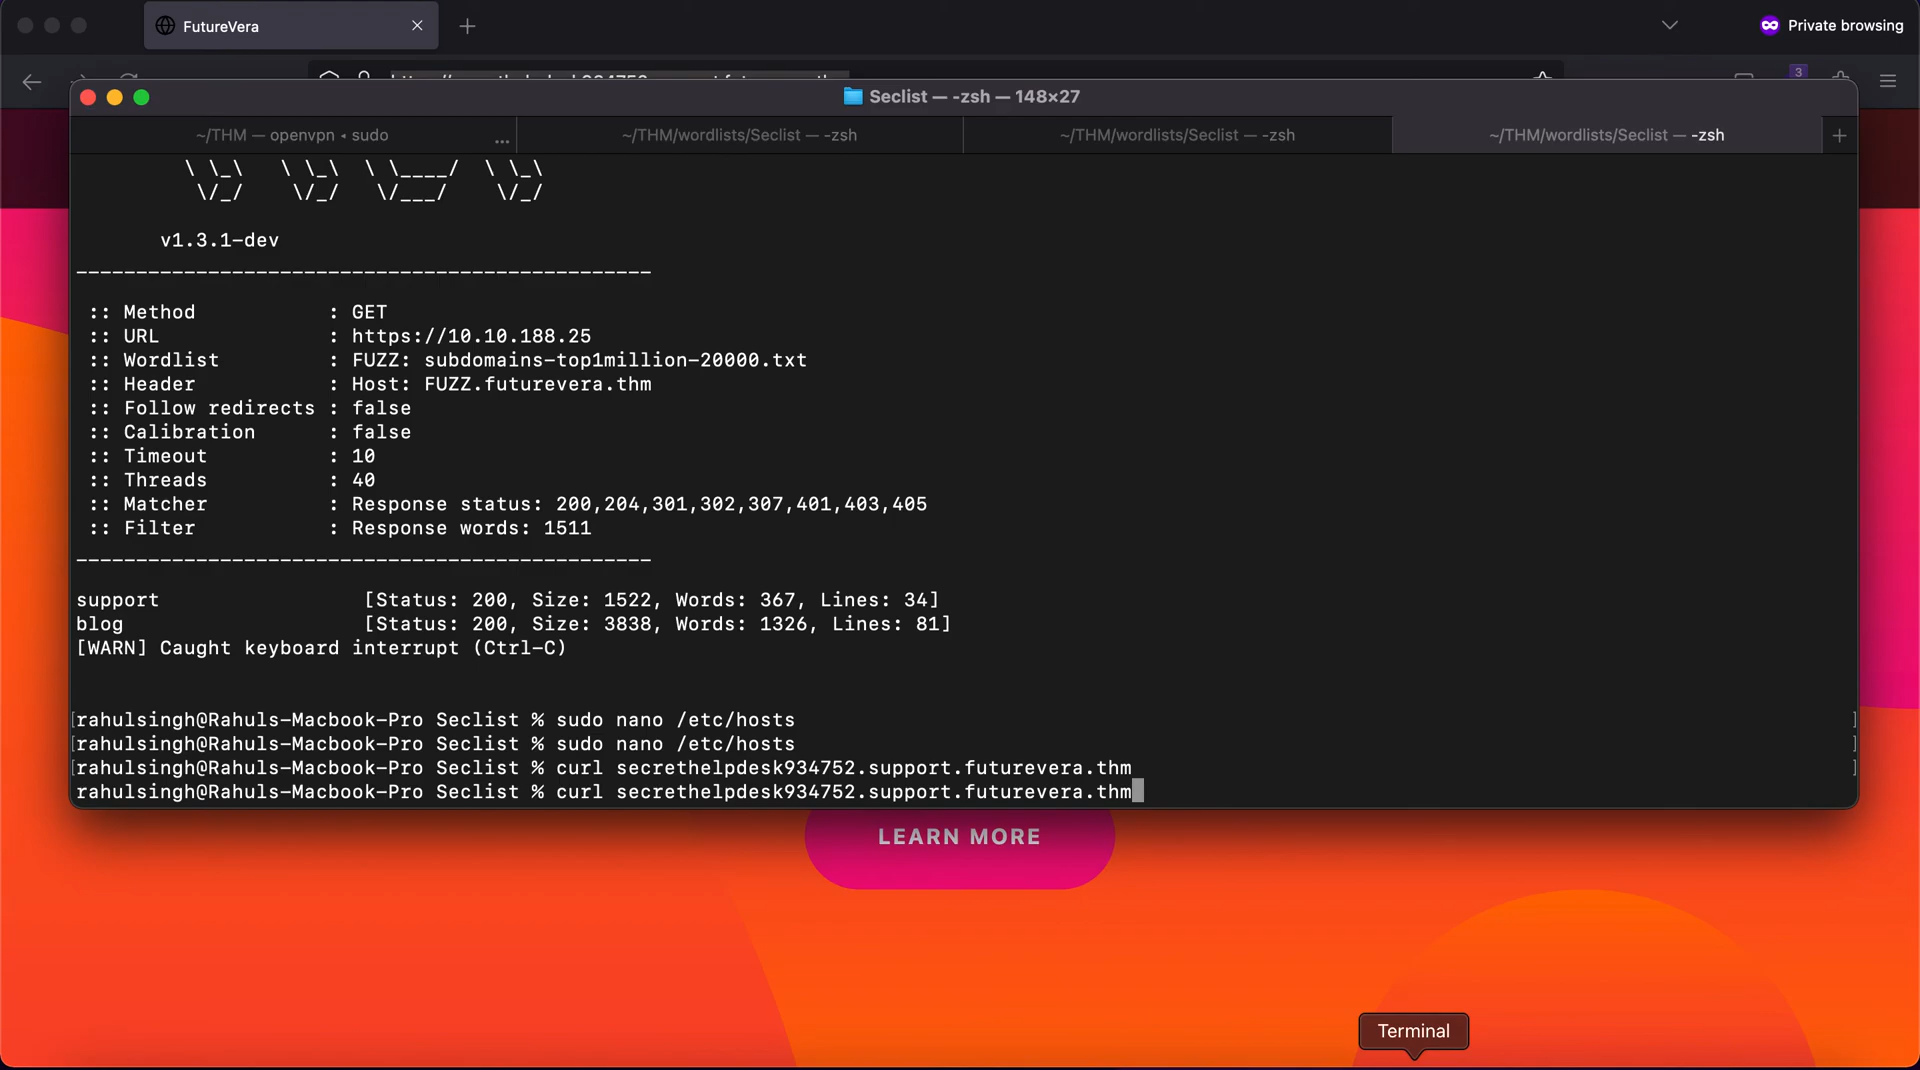 FutureVera
Private browsing
3
Seclist — -zsh — 148×27
~/THM — openvpn ◂ sudo ...
~/THM/wordlists/Seclist — -zsh
~/THM/wordlists/Seclist — -zsh
~/THM/wordlists/Seclist — -zsh
v1.3.1-dev
________________________________________________
:: Method : GET
:: URL : https://10.10.188.25
:: Wordlist : FUZZ: subdomains-top1million-20000.txt
:: Header : Host: FUZZ.futurevera.thm
:: Follow redirects : false
:: Calibration : false
:: Timeout : 10
:: Threads : 40
:: Matcher : Response status: 200,204,301,302,307,401,403,405
:: Filter : Response words: 1511
________________________________________________
support [Status: 200, Size: 1522, Words: 367, Lines: 34]
blog [Status: 200, Size: 3838, Words: 1326, Lines: 81]
[WARN] Caught keyboard interrupt (Ctrl-C)
[rahulsingh@Rahuls-Macbook-Pro Seclist % sudo nano /etc/hosts ]
[rahulsingh@Rahuls-Macbook-Pro Seclist % sudo nano /etc/hosts ]
[rahulsingh@Rahuls-Macbook-Pro Seclist % curl secrethelpdesk934752.support.futurevera.thm ]
rahulsingh@Rahuls-Macbook-Pro Seclist % curl secrethelpdesk934752.support.futurevera.thm
LEARN MORE
Terminal